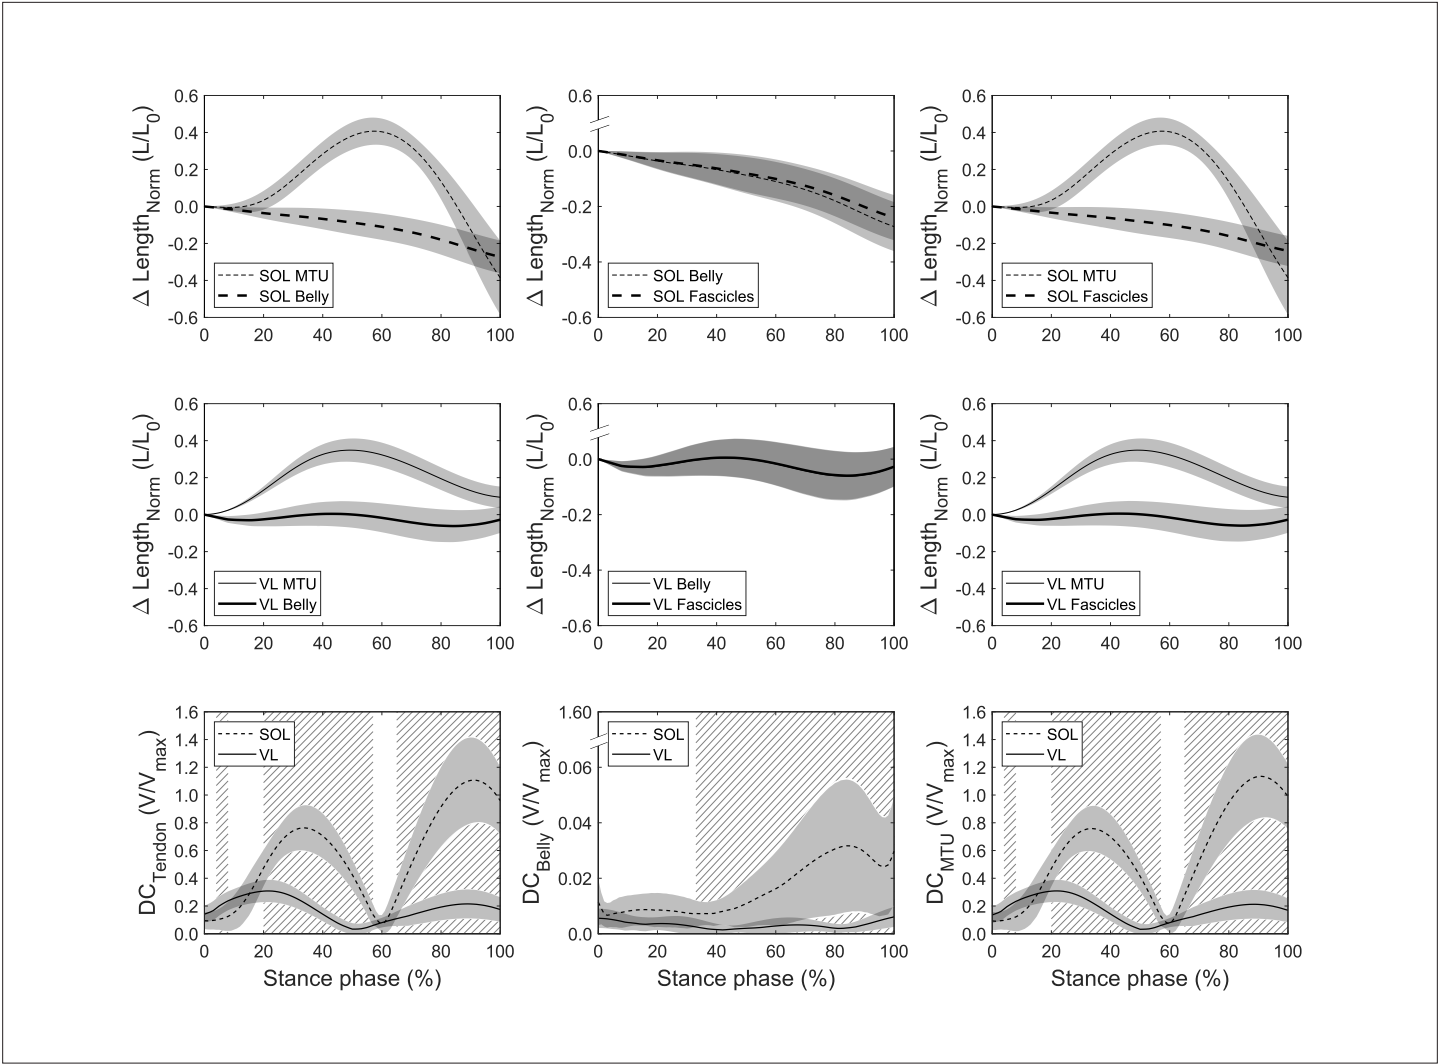 0.6
0.4
0.2
0.0
-0.2
-0.4
-0.6
Δ Length_Norm (L/L_0)
SOL MTU
SOL Belly
0 20 40 60 80 100
0.6
0.0
-0.2
-0.4
-0.6
Δ Length_Norm (L/L_0)
SOL Belly
SOL Fascicles
0 20 40 60 80 100
0.6
0.4
0.2
0.0
-0.2
-0.4
-0.6
Δ Length_Norm (L/L_0)
SOL MTU
SOL Fascicles
0 20 40 60 80 100
0.6
0.4
0.2
0.0
-0.2
-0.4
-0.6
Δ Length_Norm (L/L_0)
VL MTU
VL Belly
0 20 40 60 80 100
0.6
0.0
-0.2
-0.4
-0.6
Δ Length_Norm (L/L_0)
VL Belly
VL Fascicles
0 20 40 60 80 100
0.6
0.4
0.2
0.0
-0.2
-0.4
-0.6
Δ Length_Norm (L/L_0)
VL MTU
VL Fascicles
0 20 40 60 80 100
1.6
1.4
1.2
1.0
0.8
0.6
0.4
0.2
0.0
DC_Tendon (V/V_max)
SOL
VL
0 20 40 60 80 100
Stance phase (%)
1.60
0.06
0.04
0.02
0.0
DC_Belly (V/V_max)
SOL
VL
0 20 40 60 80 100
Stance phase (%)
1.6
1.4
1.2
1.0
0.8
0.6
0.4
0.2
0.0
DC_MTU (V/V_max)
SOL
VL
0 20 40 60 80 100
Stance phase (%)